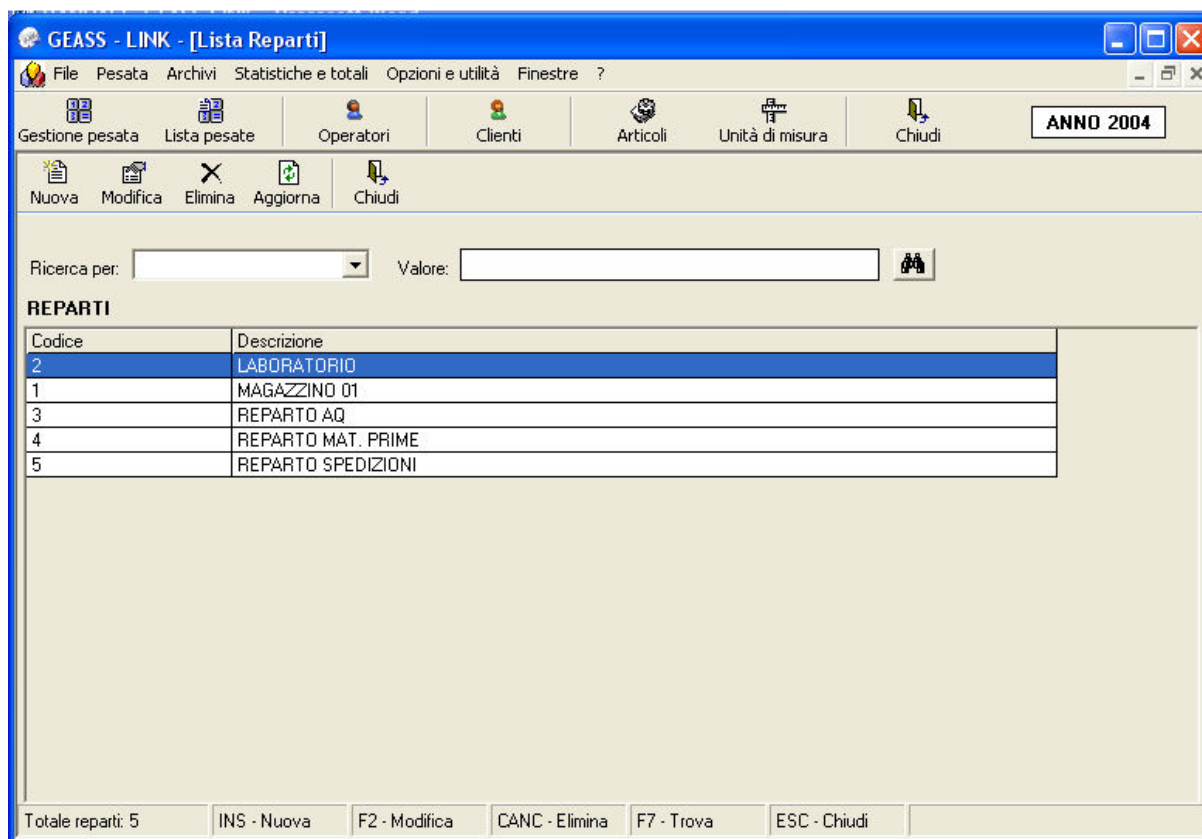 GEASS - LINK - [Lista Reparti]
File Pesata Archivi Statistiche e totali Opzioni e utilità Finestre ?
Gestione pesata Lista pesate Operatori Clienti Articoli Unità di misura Chiudi ANNO 2004
Nuova Modifica Elimina Aggiorna Chiudi
Ricerca per: Valore:
REPARTI
Codice Descrizione
2 LABORATORIO
1 MAGAZZINO 01
3 REPARTO AQ
4 REPARTO MAT. PRIME
5 REPARTO SPEDIZIONI
Totale reparti: 5 INS - Nuova F2 - Modifica CANC - Elimina F7 - Trova ESC - Chiudi